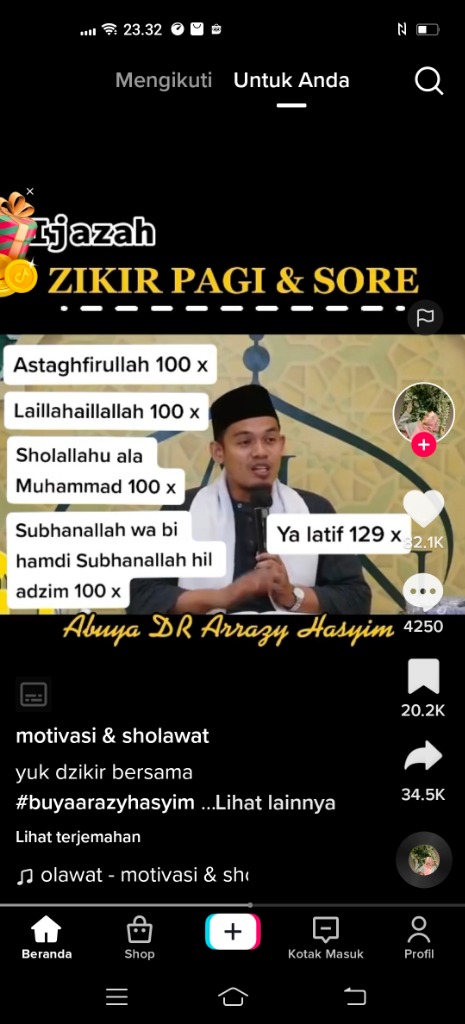 23.32
Mengikuti
Untuk Anda
Ijazah
ZIKIR PAGI & SORE
Astaghfirullah 100 x
Laillahaillallah 100 x
Sholallahu ala
Muhammad 100 x
Subhanallah wa bi
hamdi Subhanallah hil
adzim 100 x
Ya latif 129 x
Abuya DR Arrazy Hasyim
32.1K
4250
20.2K
34.5K
motivasi & sholawat
yuk dzikir bersama
#buyaarazyhasyim ...Lihat lainnya
Lihat terjemahan
olawat - motivasi & sho
Beranda
Shop
Kotak Masuk
Profil